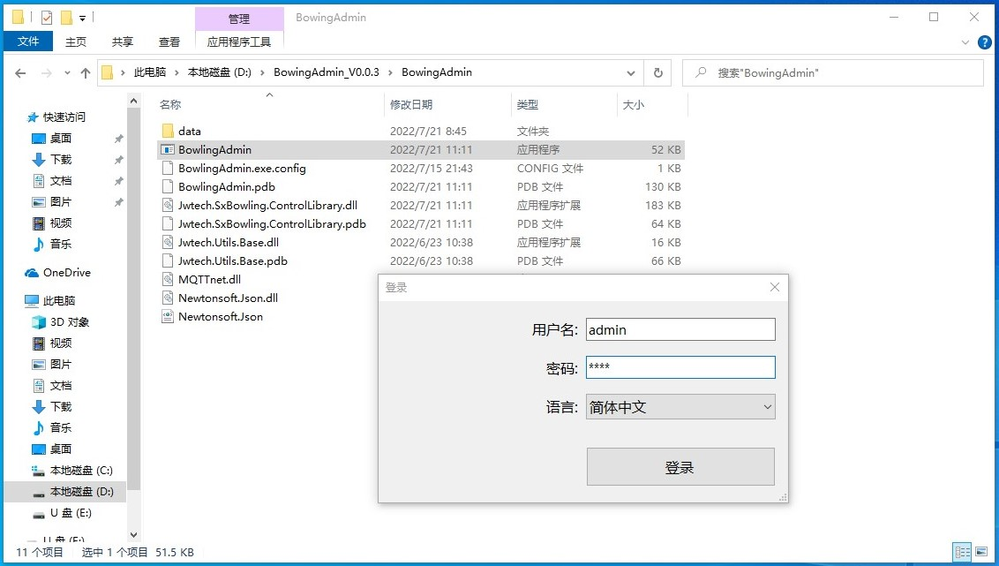 管理
BowingAdmin
文件
主页
共享
查看
应用程序工具
此电脑 › 本地磁盘 (D:) › BowingAdmin_V0.0.3 › BowingAdmin
搜索"BowingAdmin"
名称 修改日期 类型 大小
data 2022/7/21 8:45 文件夹
BowlingAdmin 2022/7/21 11:11 应用程序 52 KB
BowlingAdmin.exe.config 2022/7/15 21:43 CONFIG 文件 1 KB
BowlingAdmin.pdb 2022/7/21 11:11 PDB 文件 130 KB
Jwtech.SxBowling.ControlLibrary.dll 2022/7/21 11:11 应用程序扩展 183 KB
Jwtech.SxBowling.ControlLibrary.pdb 2022/7/21 11:11 PDB 文件 64 KB
Jwtech.Utils.Base.dll 2022/6/23 10:38 应用程序扩展 16 KB
Jwtech.Utils.Base.pdb 2022/6/23 10:38 PDB 文件 66 KB
MQTTnet.dll
Newtonsoft.Json.dll
Newtonsoft.Json
快速访问
桌面
下载
文档
图片
视频
音乐
OneDrive
此电脑
3D 对象
视频
图片
文档
下载
音乐
桌面
本地磁盘 (C:)
本地磁盘 (D:)
U 盘 (E:)
登录
用户名: admin
密码: ****
语言: 简体中文
登录
11 个项目 选中 1 个项目 51.5 KB